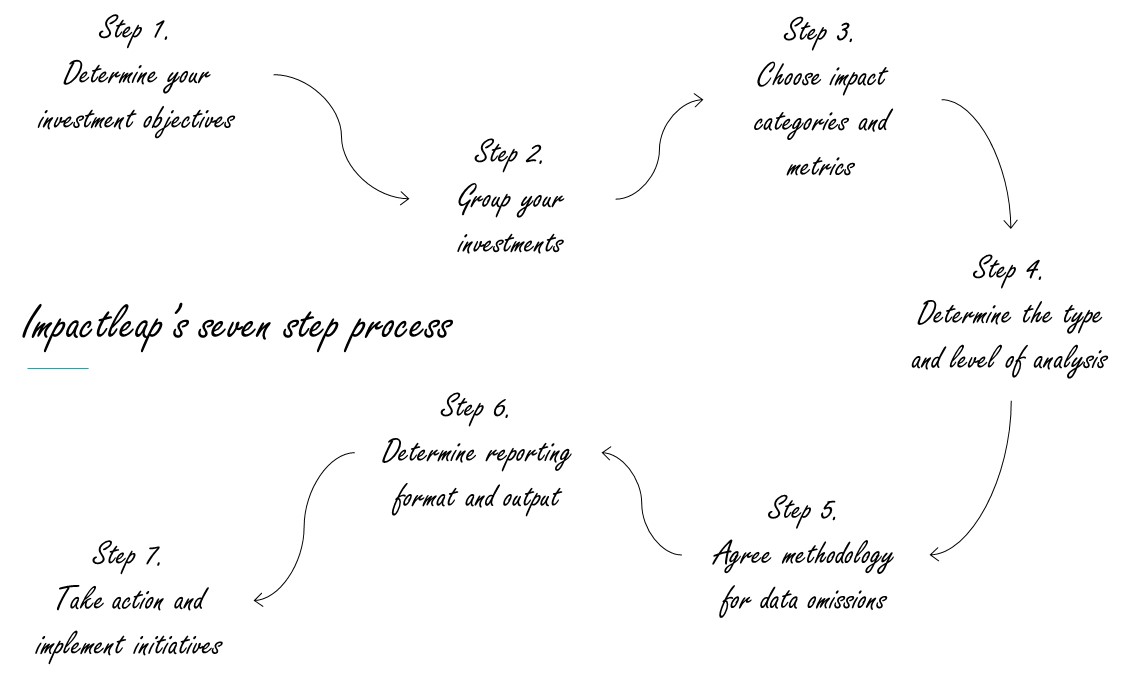 Step 1.
Determine your
investment objectives
Step 2.
Group your
investments
Step 3.
Choose impact
categories and
metrics
Step 4.
Determine the type
and level of analysis
Impactleap's seven step process
Step 5.
Agree methodology
for data omissions
Step 6.
Determine reporting
format and output
Step 7.
Take action and
implement initiatives